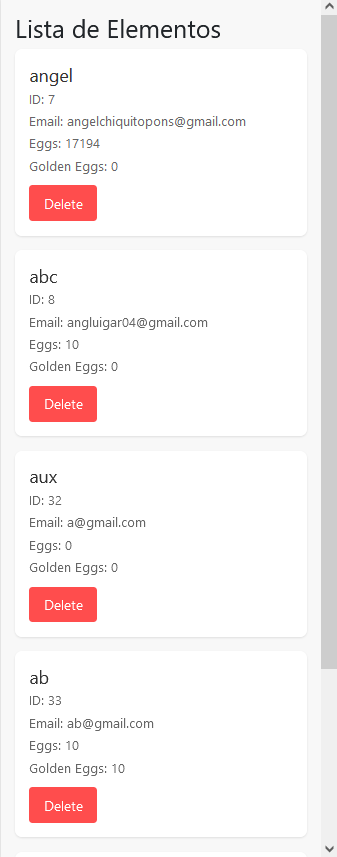 Lista de Elementos
angel
ID: 7
Email: angelchiquitopons@gmail.com
Eggs: 17194
Golden Eggs: 0
Delete
abc
ID: 8
Email: angluigar04@gmail.com
Eggs: 10
Golden Eggs: 0
Delete
aux
ID: 32
Email: a@gmail.com
Eggs: 0
Golden Eggs: 0
Delete
ab
ID: 33
Email: ab@gmail.com
Eggs: 10
Golden Eggs: 10
Delete